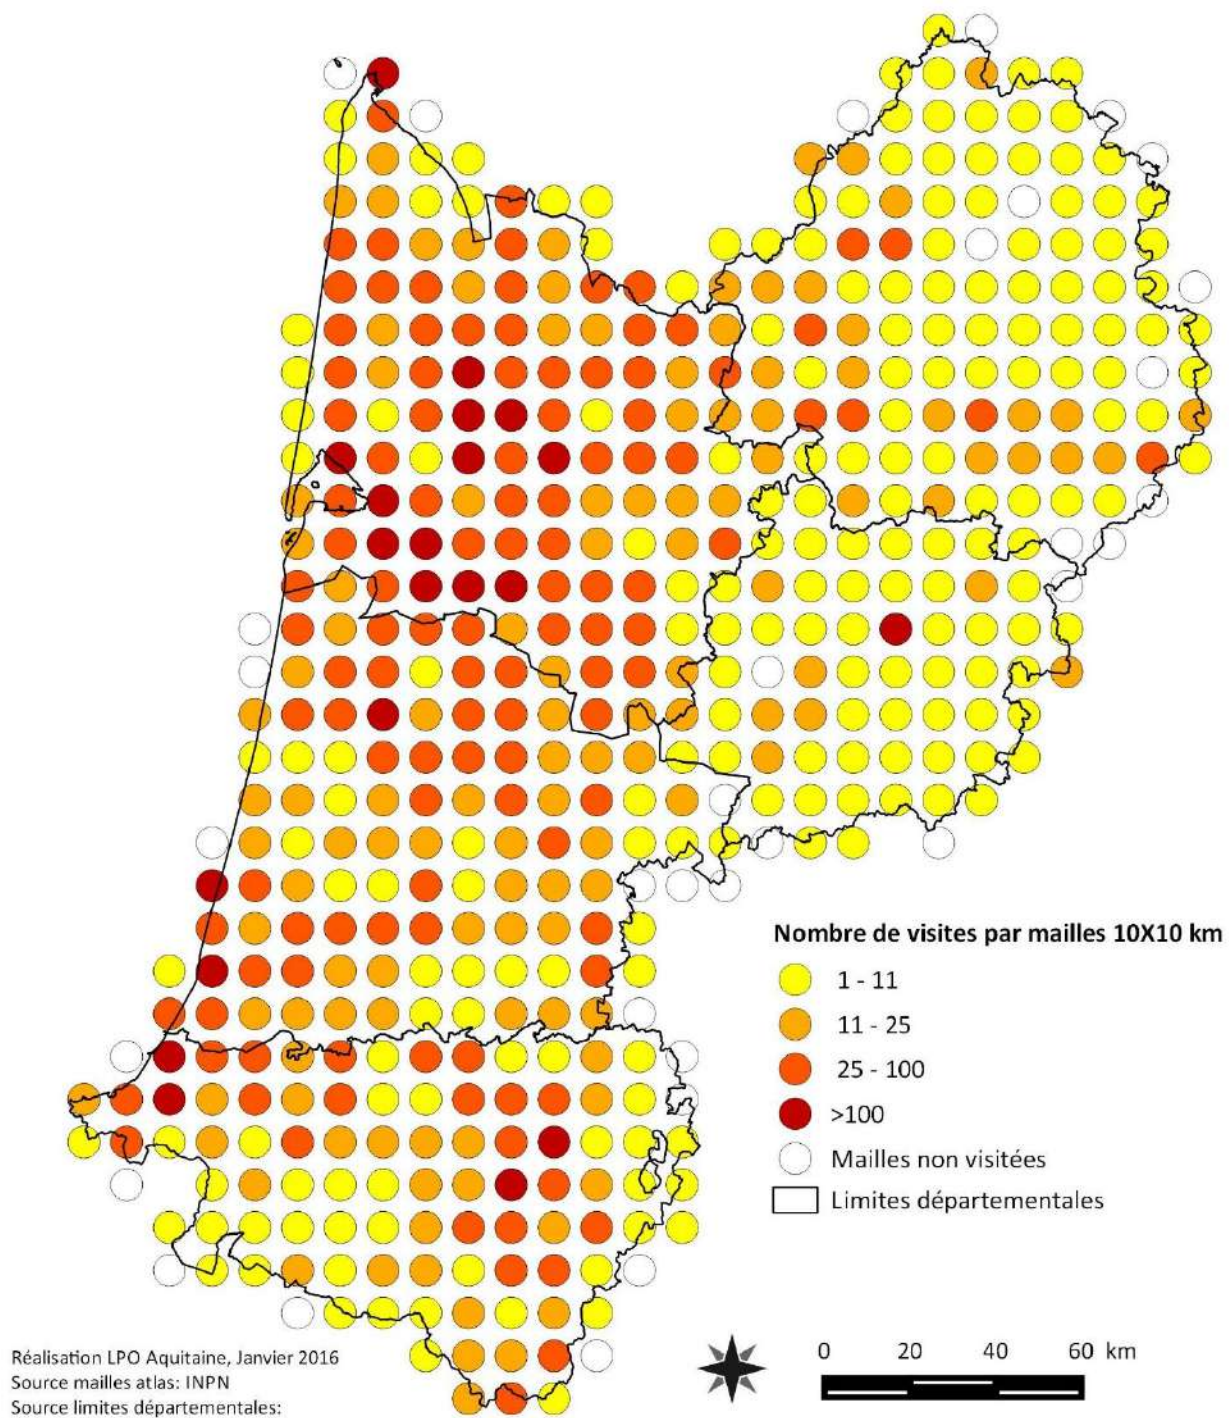 Nombre de visites par mailles 10X10 km
1 - 11
11 - 25
25 - 100
>100
Mailles non visitées
Limites départementales
Réalisation LPO Aquitaine, Janvier 2016
Source mailles atlas: INPN
Source limites départementales:
0 20 40 60 km